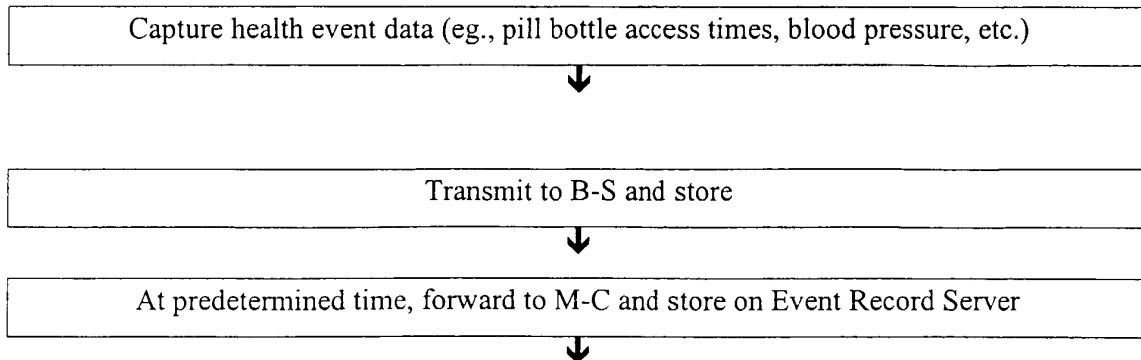 Capture health event data (eg., pill bottle access times, blood pressure, etc.)
Transmit to B-S and store
At predetermined time, forward to M-C and store on Event Record Server